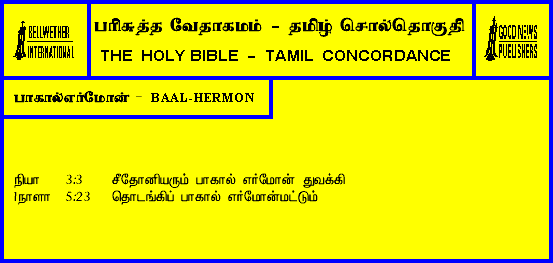 BELLWETHER
INTERNATIONAL
பரிசுத்த வேதாகமம் - தமிழ் சொல்தொகுதி
THE HOLY BIBLE - TAMIL CONCORDANCE
GOOD NEWS
PUBLISHERS
பாகால்எர்மோன் - BAAL-HERMON
நியா 3:3 சீதோனியரும் பாகால் எர்மோன் துவக்கி
1நாளா 5:23 தொடங்கிப் பாகால் எர்மோன்மட்டும்